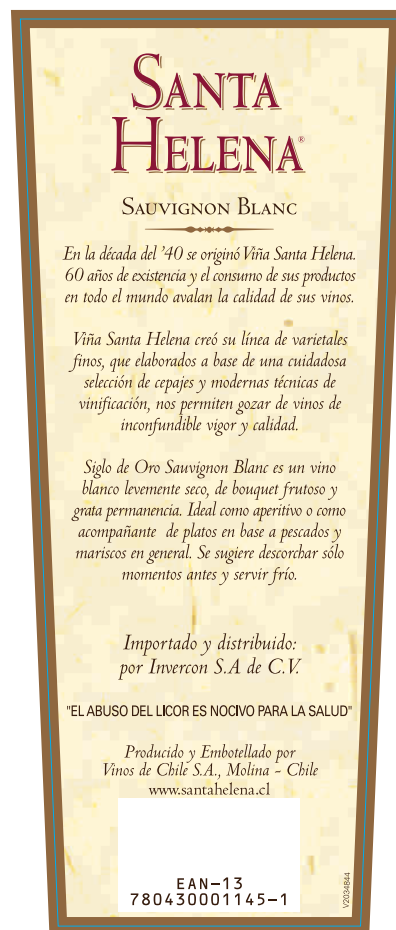 SANTA
HELENA®
SAUVIGNON BLANC
En la década del '40 se originó Viña Santa Helena.
60 años de existencia y el consumo de sus productos
en todo el mundo avalan la calidad de sus vinos.
Viña Santa Helena creó su línea de varietales
finos, que elaborados a base de una cuidadosa
selección de cepajes y modernas técnicas de
vinificación, nos permiten gozar de vinos de
inconfundible vigor y calidad.
Siglo de Oro Sauvignon Blanc es un vino
blanco levemente seco, de bouquet frutoso y
grata permanencia. Ideal como aperitivo o como
acompañante de platos en base a pescados y
mariscos en general. Se sugiere descorchar sólo
momentos antes y servir frío.
Importado y distribuido:
por Invercon S.A de C.V.
"EL ABUSO DEL LICOR ES NOCIVO PARA LA SALUD"
Producido y Embotellado por
Vinos de Chile S.A., Molina - Chile
www.santahelena.cl
EAN-13
780430001145-1
V2034844